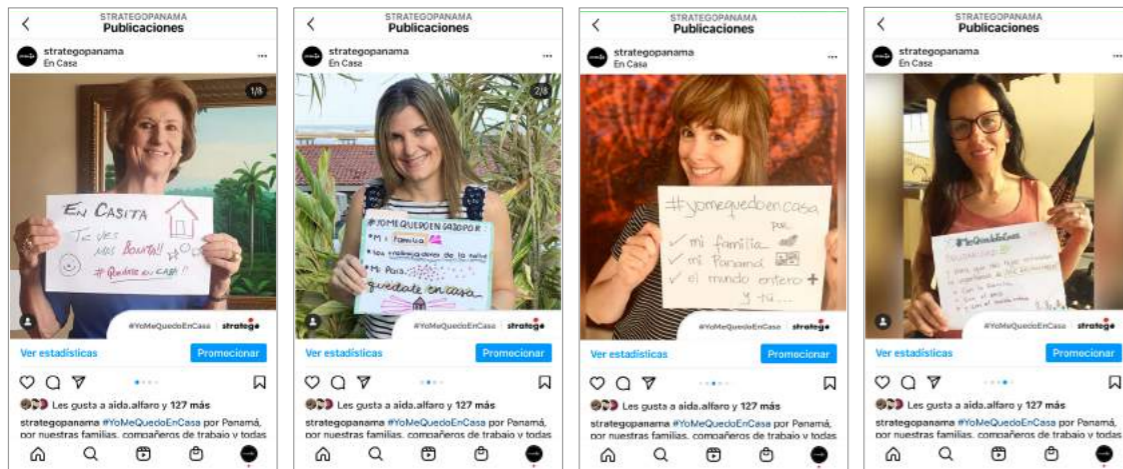 STRATEGOPANAMA
Publicaciones
strategopanama
En Casa
1/8
EN CASITA
Te ves
más BONITA!!
# Quédate en CASA !!
#YoMeQuedoEnCasa stratego
Ver estadísticas
Promocionar
Les gusta a aida.alfaro y 127 más
strategopanama #YoMeQuedoEnCasa por Panamá,
por nuestras familias, compañeros de trabajo y todas
STRATEGOPANAMA
Publicaciones
strategopanama
En Casa
2/8
#YOMEQUEDOENCASAPOR
Mi familia
los trabajadores de la
Mi País
quédate en casa
#YoMeQuedoEnCasa stratego
Ver estadísticas
Promocionar
Les gusta a aida.alfaro y 127 más
strategopanama #YoMeQuedoEnCasa por Panamá,
por nuestras familias, compañeros de trabajo y todas
STRATEGOPANAMA
Publicaciones
strategopanama
En Casa
#yomequedoencasa
por
✓ mi familia
✓ mi Panamá
✓ el mundo entero
y tú...
#YoMeQuedoEnCasa stratego
Ver estadísticas
Promocionar
Les gusta a aida.alfaro y 127 más
strategopanama #YoMeQuedoEnCasa por Panamá,
por nuestras familias, compañeros de trabajo y todas
STRATEGOPANAMA
Publicaciones
strategopanama
En Casa
#YoMeQuedoEnCasa
#YoMeQuedoEnCasa stratego
Ver estadísticas
Promocionar
Les gusta a aida.alfaro y 127 más
strategopanama #YoMeQuedoEnCasa por Panamá,
por nuestras familias, compañeros de trabajo y todas